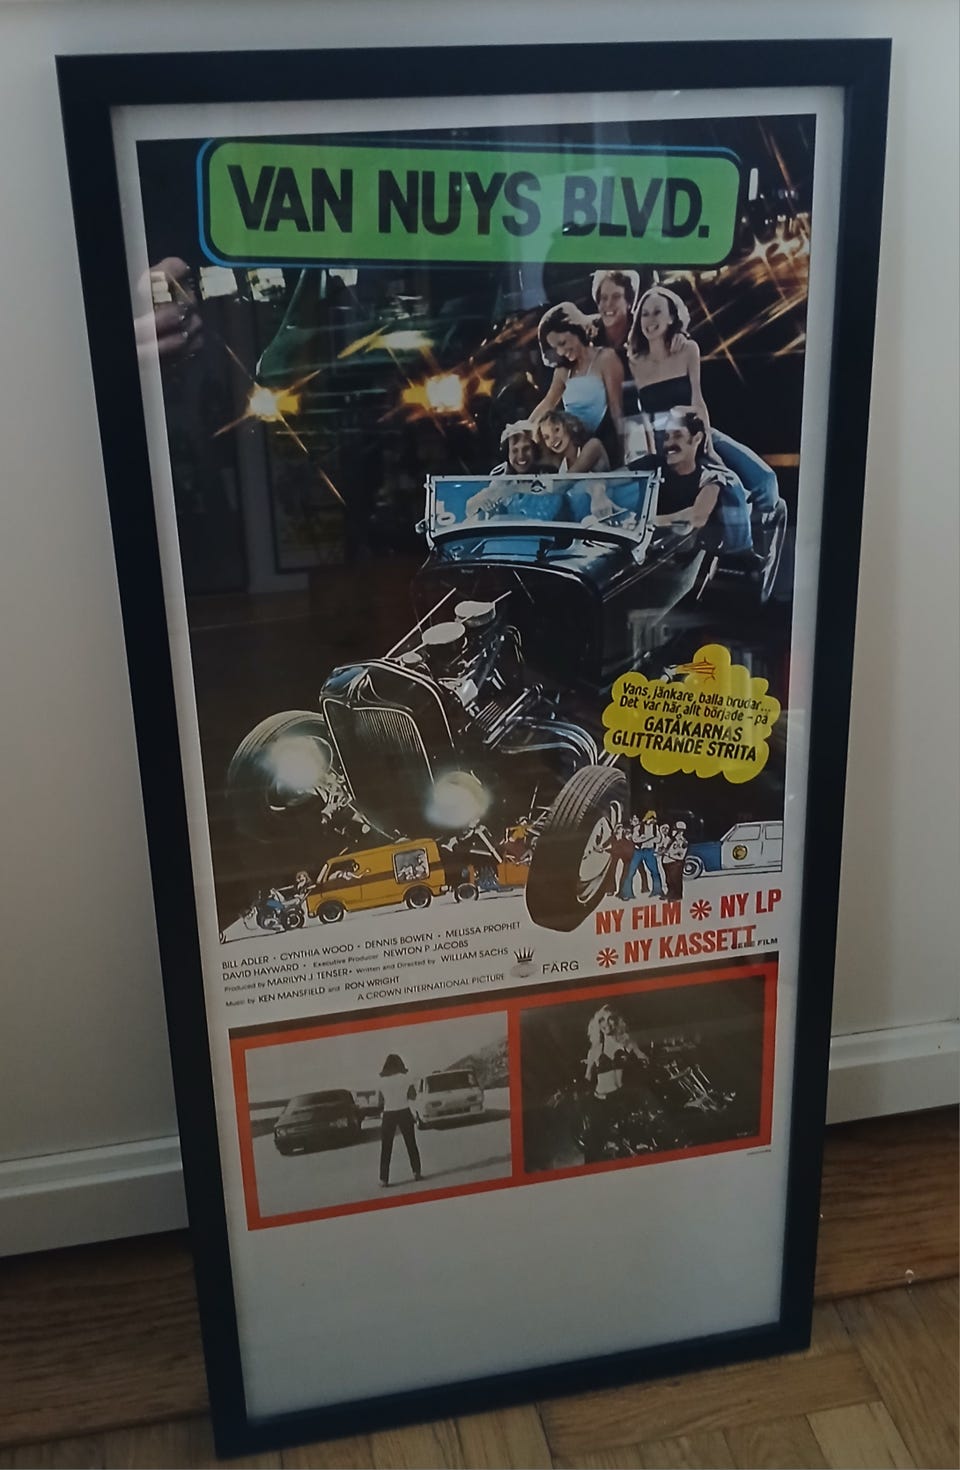 VAN NUYS BLVD.
Vans, jänkare, balla brudar...
Det var här allt började - på
GATÅKARNAS
GLITTRANDE STRITA
NY FILM * NY LP
* NY KASSETT
FILM
BILL ADLER • CYNTHIA WOOD • DENNIS BOWEN • MELISSA PROPHET
DAVID HAYWARD • Executive Producer NEWTON P. JACOBS
Produced by MARILYN J. TENSER • Written and Directed by WILLIAM SACHS
Music by KEN MANSFIELD and RON WRIGHT
A CROWN INTERNATIONAL PICTURE
FÄRG